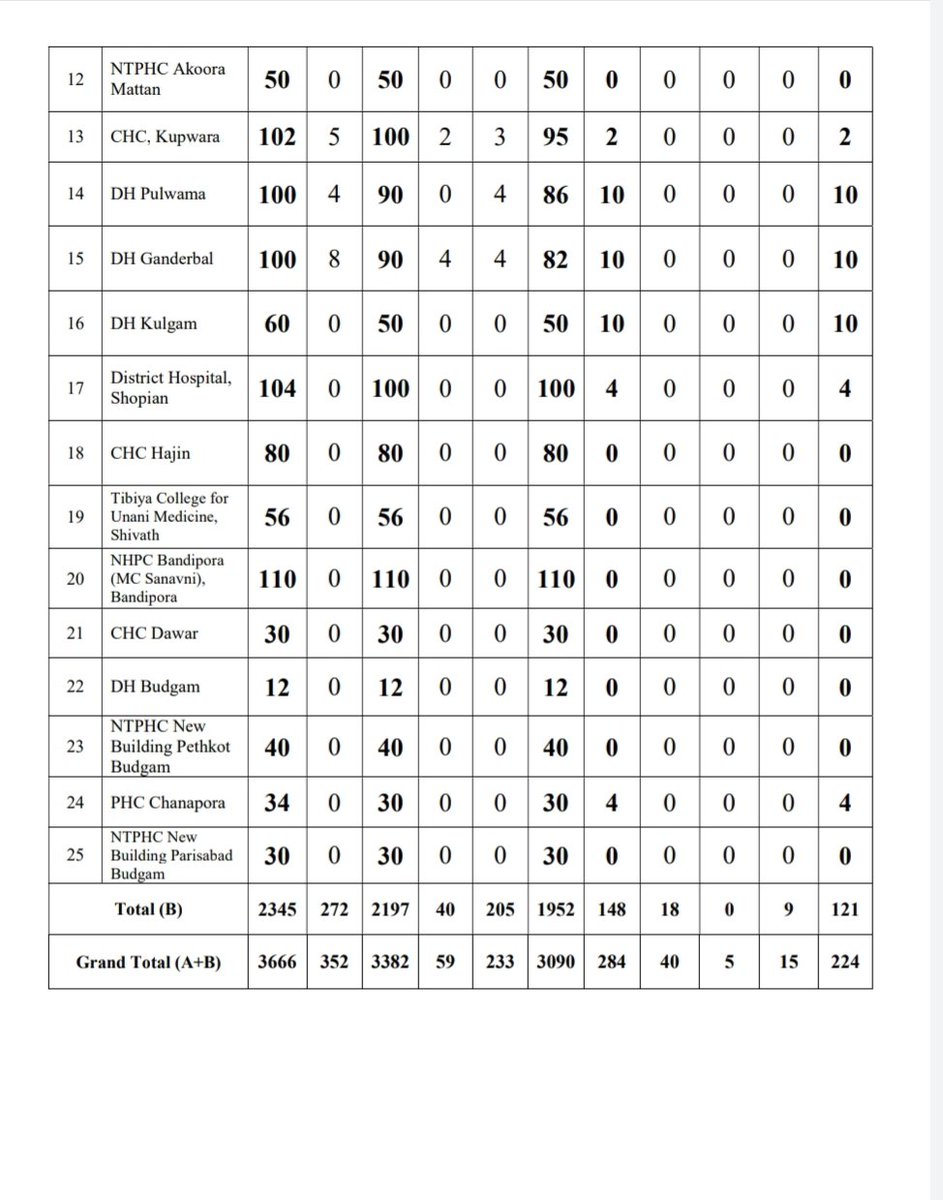 12 NTPHC Akoora Mattan 50 0 50 0 0 50 0 0 0 0 0
13 CHC, Kupwara 102 5 100 2 3 95 2 0 0 0 2
14 DH Pulwama 100 4 90 0 4 86 10 0 0 0 10
15 DH Ganderbal 100 8 90 4 4 82 10 0 0 0 10
16 DH Kulgam 60 0 50 0 0 50 10 0 0 0 10
17 District Hospital, Shopian 104 0 100 0 0 100 4 0 0 0 4
18 CHC Hajin 80 0 80 0 0 80 0 0 0 0 0
19 Tibiya College for Unani Medicine, Shivath 56 0 56 0 0 56 0 0 0 0 0
20 NHPC Bandipora (MC Sanavni), Bandipora 110 0 110 0 0 110 0 0 0 0 0
21 CHC Dawar 30 0 30 0 0 30 0 0 0 0 0
22 DH Budgam 12 0 12 0 0 12 0 0 0 0 0
23 NTPHC New Building Pethkot Budgam 40 0 40 0 0 40 0 0 0 0 0
24 PHC Chanapora 34 0 30 0 0 30 4 0 0 0 4
25 NTPHC New Building Parisabad Budgam 30 0 30 0 0 30 0 0 0 0 0
Total (B) 2345 272 2197 40 205 1952 148 18 0 9 121
Grand Total (A+B) 3666 352 3382 59 233 3090 284 40 5 15 224